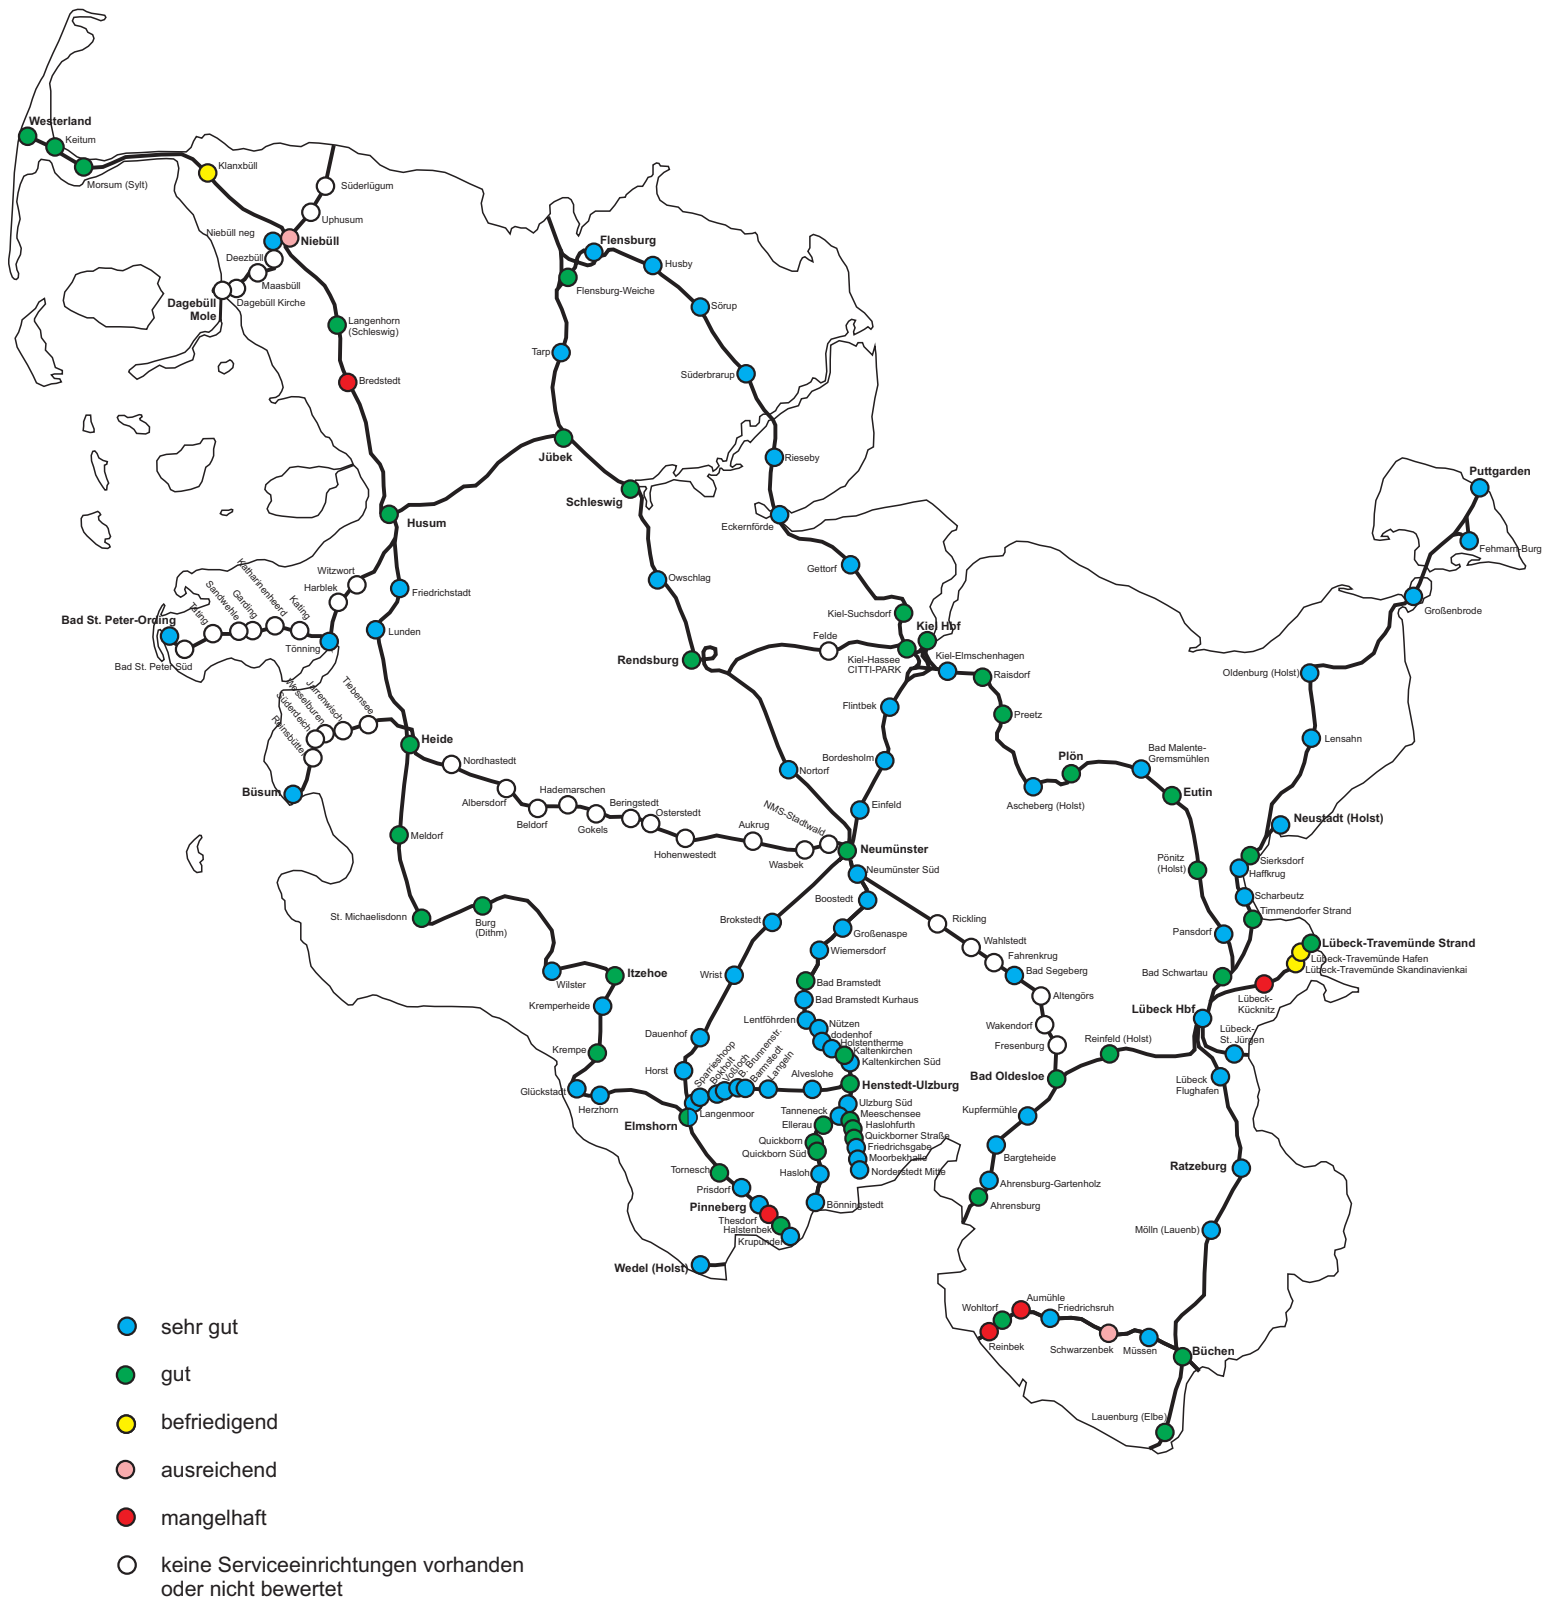 Westerland
Keitum
Morsum (Sylt)
Klanxbüll
Süderlügum
Uphusum
Niebüll neg
Niebüll
Deezbüll
Maasbüll
Dagebüll Kirche
Dagebüll
Mole
Langenhorn
(Schleswig)
Bredstedt
Flensburg
Husby
Flensburg-Weiche
Sörup
Tarp
Süderbrarup
Jübek
Rieseby
Schleswig
Eckernförde
Husum
Puttgarden
Fehmarn-Burg
Gettorf
Owschlag
Witzwort
Harblek
Friedrichstadt
Katharinenheerd
Sandwehle
Garding
Kating
Tating
Bad St. Peter-Ording
Bad St. Peter Süd
Tönning
Lunden
Großenbrode
Kiel-Suchsdorf
Kiel Hbf
Felde
Kiel-Hassee
CITTI-PARK
Kiel-Elmschenhagen
Rendsburg
Raisdorf
Oldenburg (Holst)
Flintbek
Preetz
Tiebensee
Jarrenwisch
Wesselburen
Süderdeich
Reinsbüttel
Heide
Lensahn
Nordhastedt
Bordesholm
Plön
Bad Malente-
Gremsmühlen
Nortorf
Büsum
Albersdorf
Beldorf
Hademarschen
Gokels
Beringstedt
Osterstedt
Hohenwestedt
Aukrug
Wasbek
NMS-Stadtwald
Einfeld
Ascheberg (Holst)
Eutin
Neustadt (Holst)
Meldorf
Neumünster
Neumünster Süd
Pönitz
(Holst)
Sierksdorf
Haffkrug
Scharbeutz
Timmendorfer Strand
St. Michaelisdonn
Burg
(Dithm)
Boostedt
Brokstedt
Großenaspe
Rickling
Wahlstedt
Fahrenkrug
Bad Segeberg
Pansdorf
Lübeck-Travemünde Strand
Lübeck-Travemünde Hafen
Lübeck-Travemünde Skandinavienkai
Wiemersdorf
Wilster
Itzehoe
Wrist
Bad Bramstedt
Bad Bramstedt Kurhaus
Altengörs
Bad Schwartau
Lübeck-
Kücknitz
Kremperheide
Lentföhrden
Nützen
dodenhof
Holstentherme
Kaltenkirchen
Kaltenkirchen Süd
Wakendorf
Fresenburg
Lübeck Hbf
Lübeck-
St. Jürgen
Dauenhof
Krempe
Reinfeld (Holst)
Horst
Sparrieshoop
Bokholt
Voßloch
B. Brunnenstr.
Barmstedt
Langeln
Alveslohe
Henstedt-Ulzburg
Bad Oldesloe
Lübeck
Flughafen
Glückstadt
Herzhorn
Langenmoor
Elmshorn
Ulzburg Süd
Tanneck
Meeschensee
Ellerau
Haslohfurth
Quickborner Straße
Quickborn
Friedrichsgabe
Quickborn Süd
Moorbekhalle
Norderstedt Mitte
Kupfermühle
Bargteheide
Tornesch
Hasloh
Prisdorf
Ahrensburg-Gartenholz
Ahrensburg
Ratzeburg
Pinneberg
Thesdorf
Halstenbek
Krupunder
Bönningstedt
Mölln (Lauenb)
Wedel (Holst)
Aumühle
Wohltorf
Friedrichsruh
Reinbek
Schwarzenbek
Müssen
Büchen
Lauenburg (Elbe)
sehr gut
gut
befriedigend
ausreichend
mangelhaft
keine Serviceeinrichtungen vorhanden
oder nicht bewertet